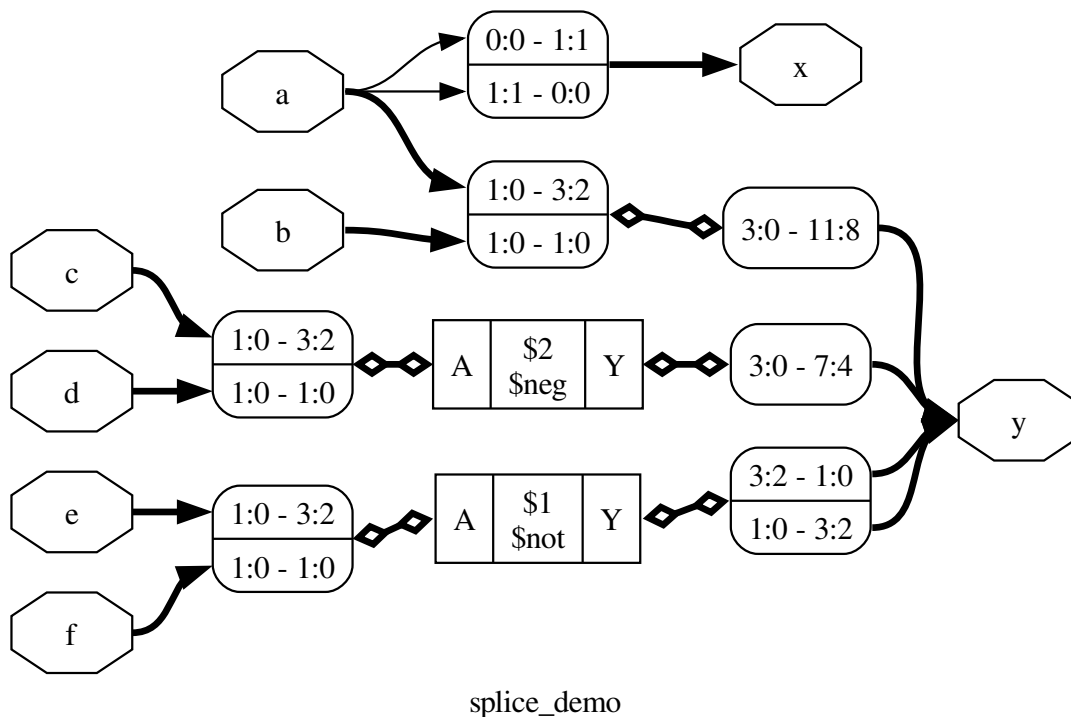 a
0:0 - 1:1
1:1 - 0:0
x
b
1:0 - 3:2
1:0 - 1:0
3:0 - 11:8
c
d
1:0 - 3:2
1:0 - 1:0
A
$2
$neg
Y
3:0 - 7:4
y
e
f
1:0 - 3:2
1:0 - 1:0
A
$1
$not
Y
3:2 - 1:0
1:0 - 3:2
splice_demo